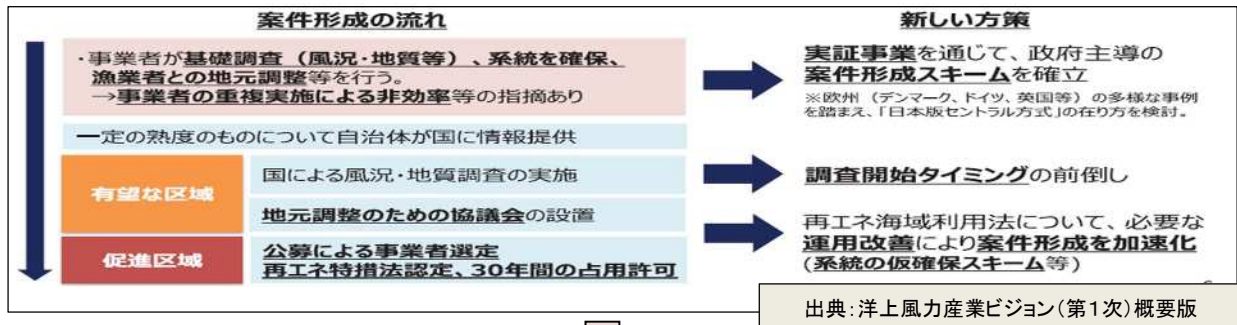 案件形成の流れ
新しい方策
・事業者が基礎調査（風況・地質等）、系統を確保、
漁業者との地元調整等を行う。
→事業者の重複実施による非効率等の指摘あり
実証事業を通じて、政府主導の
案件形成スキームを確立
※欧州（デンマーク、ドイツ、英国等）の多様な事例
を踏まえ、「日本版セントラル方式」の在り方を検討。
一定の熟度のものについて自治体が国に情報提供
有望な区域
国による風況・地質調査の実施
調査開始タイミングの前倒し
地元調整のための協議会の設置
再エネ海域利用法について、必要な
運用改善により案件形成を加速化
(系統の仮確保スキーム等)
促進区域
公募による事業者選定
再エネ特措法認定、30年間の占用許可
出典：洋上風力産業ビジョン（第１次）概要版